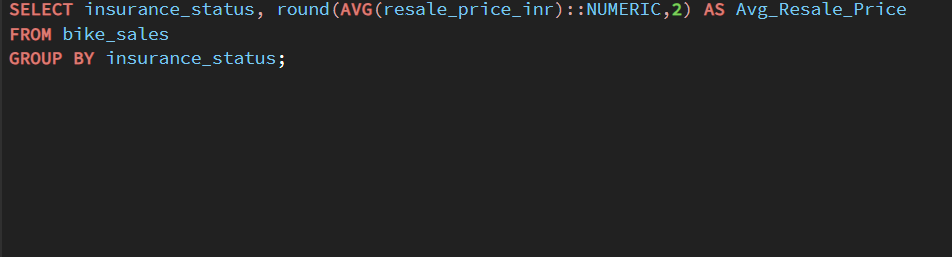 SELECT insurance_status, round(AVG(resale_price_inr)::NUMERIC,2) AS Avg_Resale_Price
FROM bike_sales
GROUP BY insurance_status;